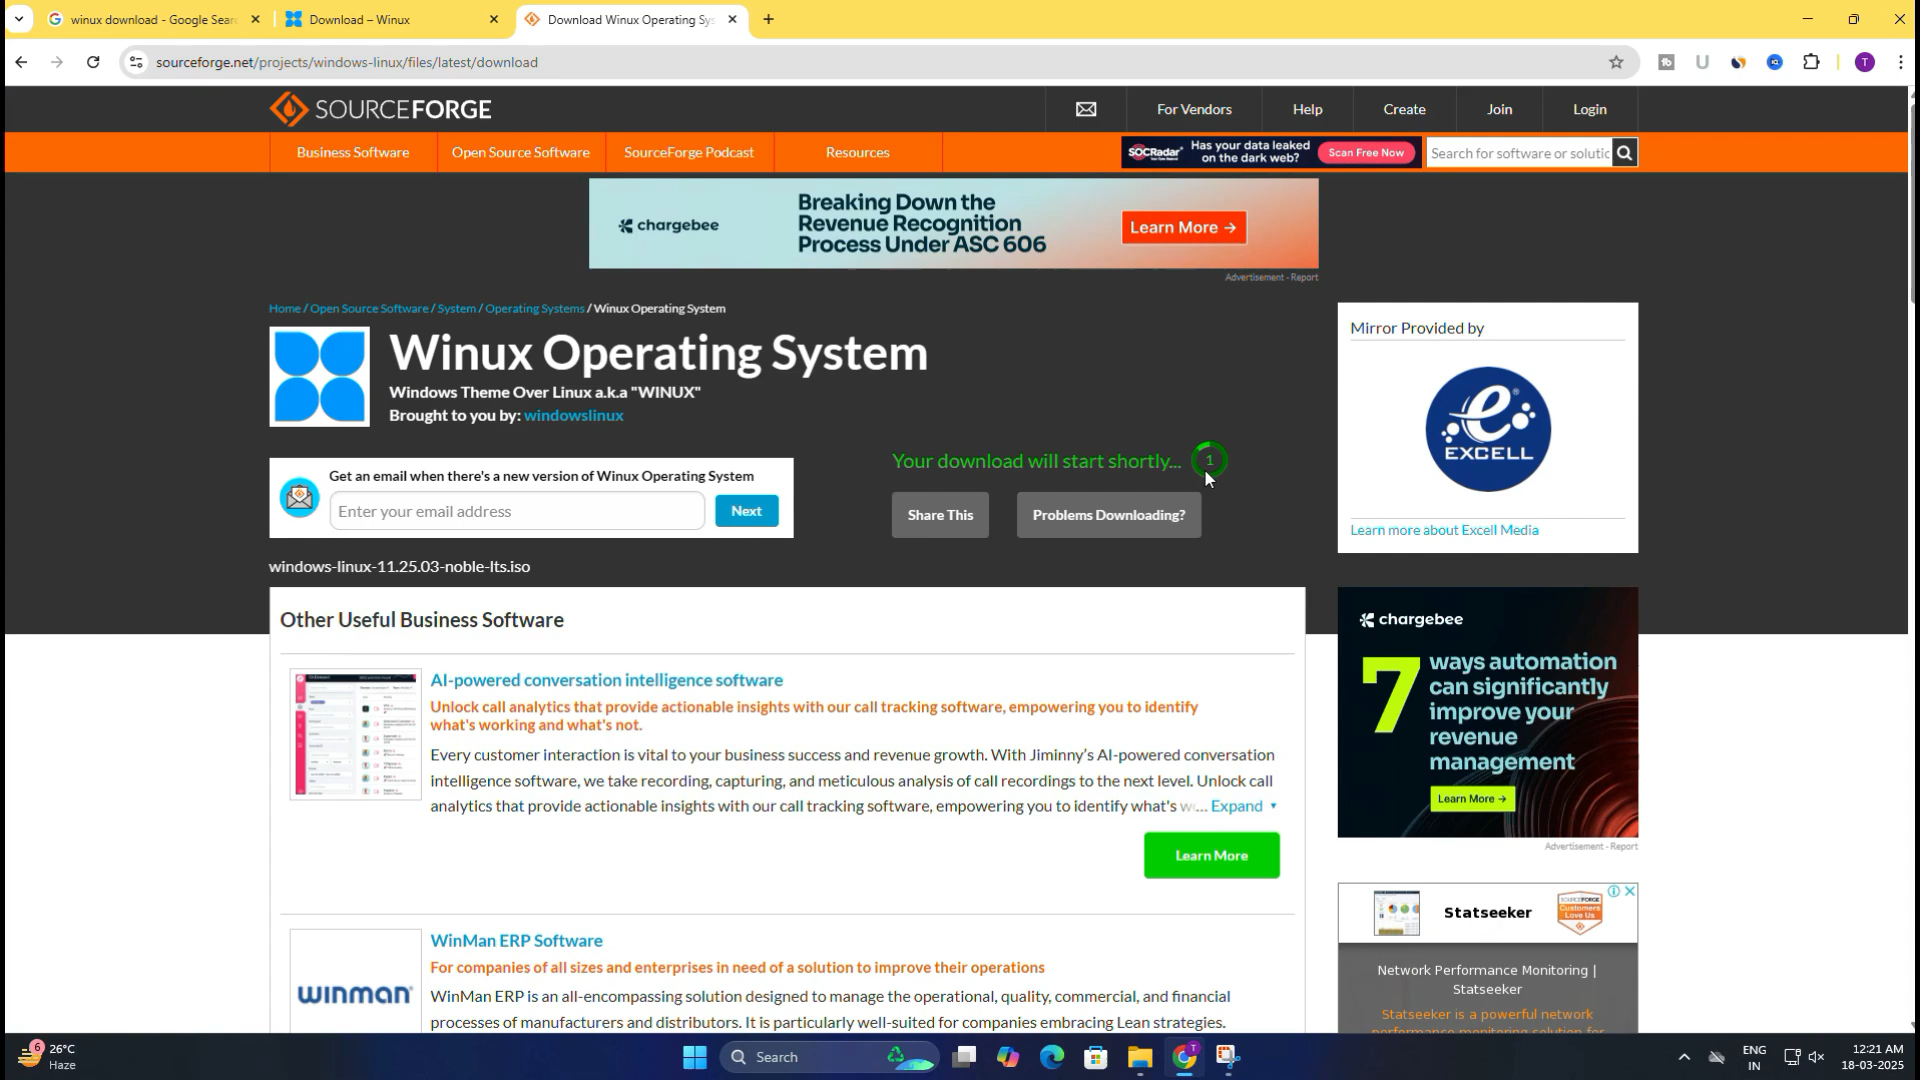 winux download - Google Sear
Download – Winux
Download Winux Operating Sy
sourceforge.net/projects/windows-linux/files/latest/download
T
SOURCEFORGE
For Vendors
Help
Create
Join
Login
Business Software
Open Source Software
SourceForge Podcast
Resources
SOCRadar
Has your data leaked
on the dark web?
Scan Free Now
Search for software or solutic
chargebee
Breaking Down the
Revenue Recognition
Process Under ASC 606
Learn More →
Advertisement - Report
Home / Open Source Software / System / Operating Systems / Winux Operating System
Winux Operating System
Windows Theme Over Linux a.k.a "WINUX"
Brought to you by: windowslinux
Get an email when there's a new version of Winux Operating System
Enter your email address
Next
Your download will start shortly... 1
Share This
Problems Downloading?
windows-linux-11.25.03-noble-lts.iso
Mirror Provided by
e
EXCELL
Learn more about Excell Media
Other Useful Business Software
AI-powered conversation intelligence software
Unlock call analytics that provide actionable insights with our call tracking software, empowering you to identify
what's working and what's not.
Every customer interaction is vital to your business success and revenue growth. With Jiminny's AI-powered conversation
intelligence software, we take recording, capturing, and meticulous analysis of call recordings to the next level. Unlock call
analytics that provide actionable insights with our call tracking software, empowering you to identify what's w... Expand
Learn More
winman
WinMan ERP Software
For companies of all sizes and enterprises in need of a solution to improve their operations
WinMan ERP is an all-encompassing solution designed to manage the operational, quality, commercial, and financial
processes of manufacturers and distributors. It is particularly well-suited for companies embracing Lean strategies.
chargebee
7 ways automation
can significantly
improve your
revenue
management
Learn More →
Advertisement - Report
Statseeker
SOURCEFORGE
Customers
Love Us
Network Performance Monitoring |
Statseeker
Statseeker is a powerful network
performance monitoring solution for
6
26°C
Haze
Search
T
ENG
IN
12:21 AM
18-03-2025